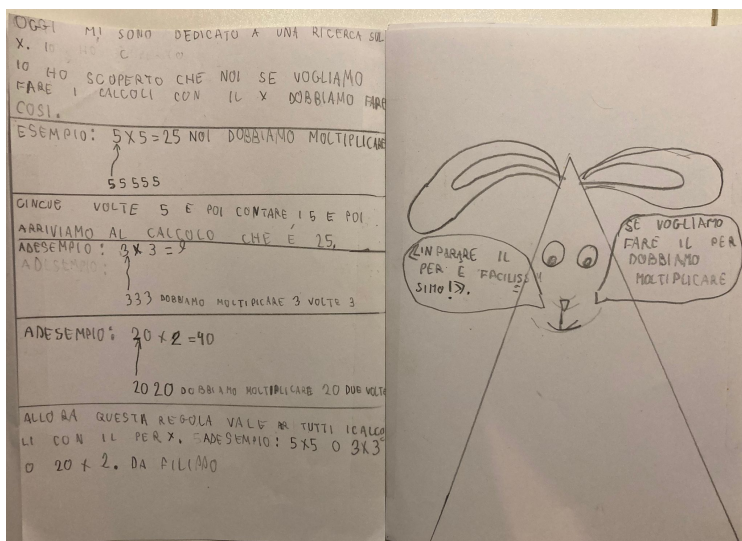 OGGI MI SONO DEDICATO A UNA RICERCA SUL
X.
IO HO SCOPERTO CHE NOI SE VOGLIAMO
FARE I CALCOLI CON IL X DOBBIAMO FARE
COSI.
ESEMPIO: 5X5=25 NOI DOBBIAMO MOLTIPLICARE
55555
CINCUE VOLTE 5 E POI CONTARE I 5 E POI
ARRIVIAMO AL CALCOLO CHE É 25.
ADESEMPIO: 3X3=9
333 DOBBIAMO MOLTIPLICARE 3 VOLTE 3
ADESEMPIO: 20X2=40
20 20 DOBBIAMO MOLTIPLICARE 20 DUE VOLTE
ALLORA QUESTA REGOLA VALE TUTTI I CALCO
LI CON IL PER X. ADESEMPIO: 5X5 O 3X3
O 20X2. DA FILIPPO
INPARARE IL
PER É FACILISSI
SIMO!
SE VOGLIAMO
FARE IL PER
DOBBIAMO
MOLTIPLICARE